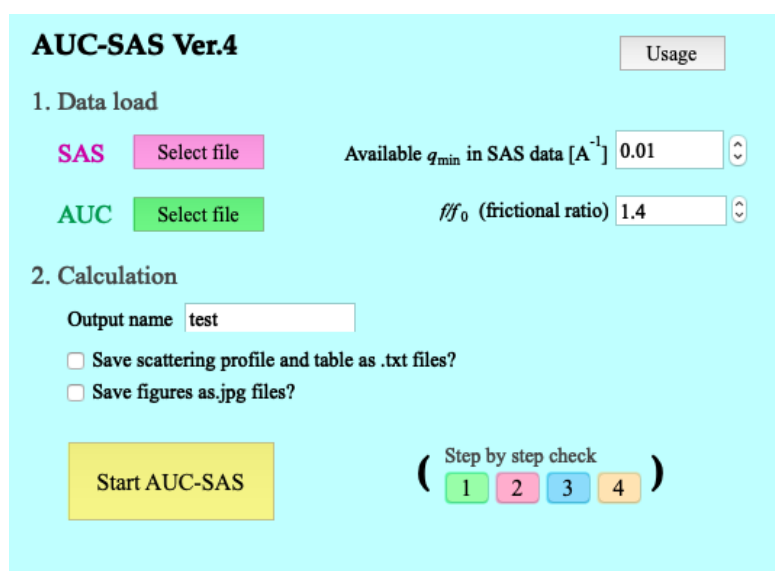 AUC-SAS Ver.4
Usage
1. Data load
SAS Select file Available qmin in SAS data [A-1] 0.01
AUC Select file f/f0 (frictional ratio) 1.4
2. Calculation
Output name test
Save scattering profile and table as .txt files?
Save figures as.jpg files?
Start AUC-SAS
( Step by step check )
1 2 3 4